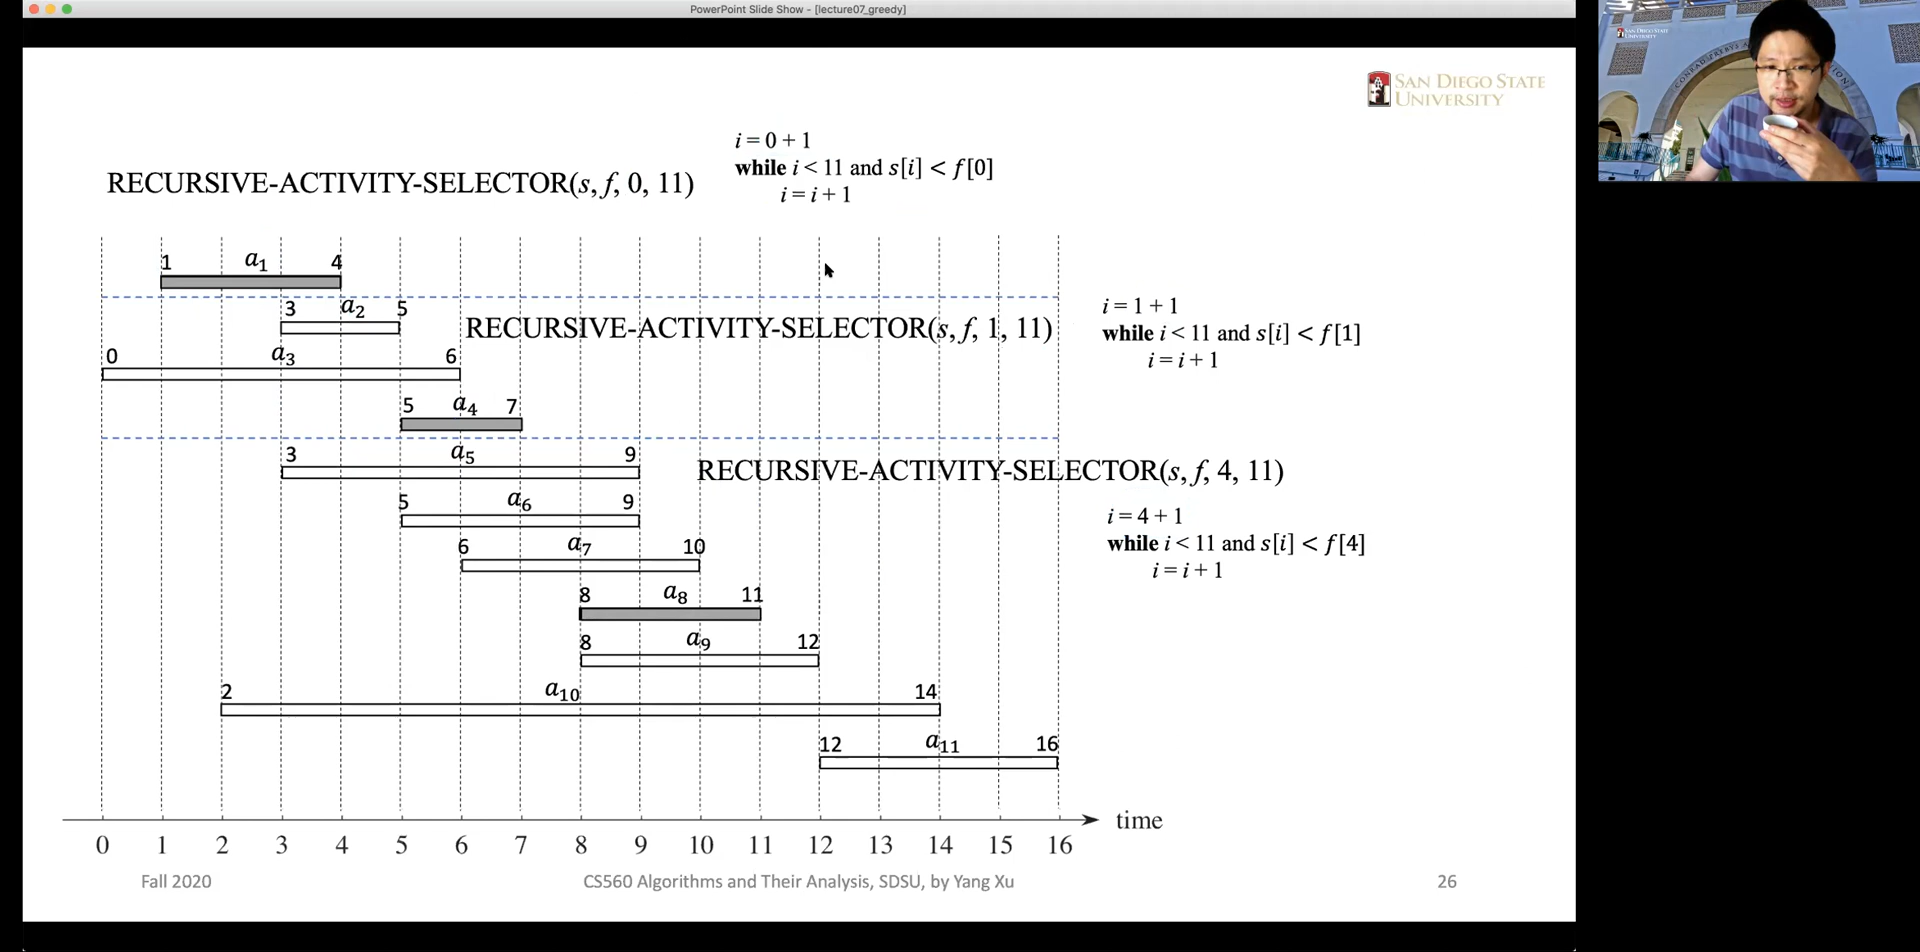 PowerPoint Slide Show - [lecture07_greedy]
SAN DIEGO STATE
UNIVERSITY
SAN DIEGO STATE
UNIVERSITY
i = 0 + 1
while i < 11 and s[i] < f[0]
i = i + 1
RECURSIVE-ACTIVITY-SELECTOR(s, f, 0, 11)
1 a₁ 4
3 a₂ 5
RECURSIVE-ACTIVITY-SELECTOR(s, f, 1, 11)
i = 1 + 1
while i < 11 and s[i] < f[1]
i = i + 1
0 a₃ 6
5 a₄ 7
3 a₅ 9
RECURSIVE-ACTIVITY-SELECTOR(s, f, 4, 11)
i = 4 + 1
while i < 11 and s[i] < f[4]
i = i + 1
5 a₆ 9
6 a₇ 10
8 a₈ 11
8 a₉ 12
2 a₁₀ 14
12 a₁₁ 16
time
0 1 2 3 4 5 6 7 8 9 10 11 12 13 14 15 16
Fall 2020
CS560 Algorithms and Their Analysis, SDSU, by Yang Xu
26